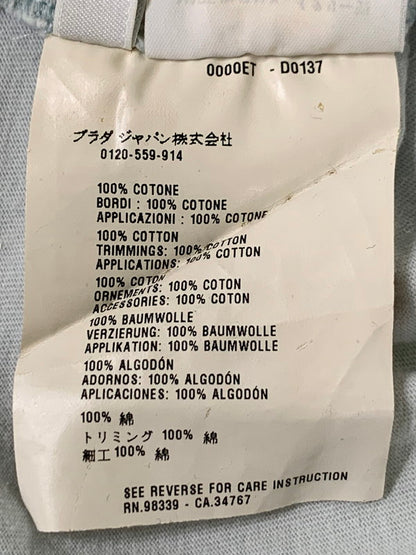 0000ET - D0137
プラダ ジャパン株式会社
0120-559-914
100% COTONE
BORDI : 100% COTONE
APPLICAZIONI : 100% COTONE
100% COTTON
TRIMMINGS: 100% COTTON
APPLICATIONS: 100% COTTON
100% COTON
ORNEMENTS: 100% COTON
ACCESSORIES: 100% COTON
100% BAUMWOLLE
VERZIERUNG: 100% BAUMWOLLE
APPLIKATION: 100% BAUMWOLLE
100% ALGODÓN
ADORNOS: 100% ALGODÓN
APLICACIONES: 100% ALGODÓN
100% 綿
トリミング 100% 綿
細工 100% 綿
SEE REVERSE FOR CARE INSTRUCTION
RN.98339 - CA.34767